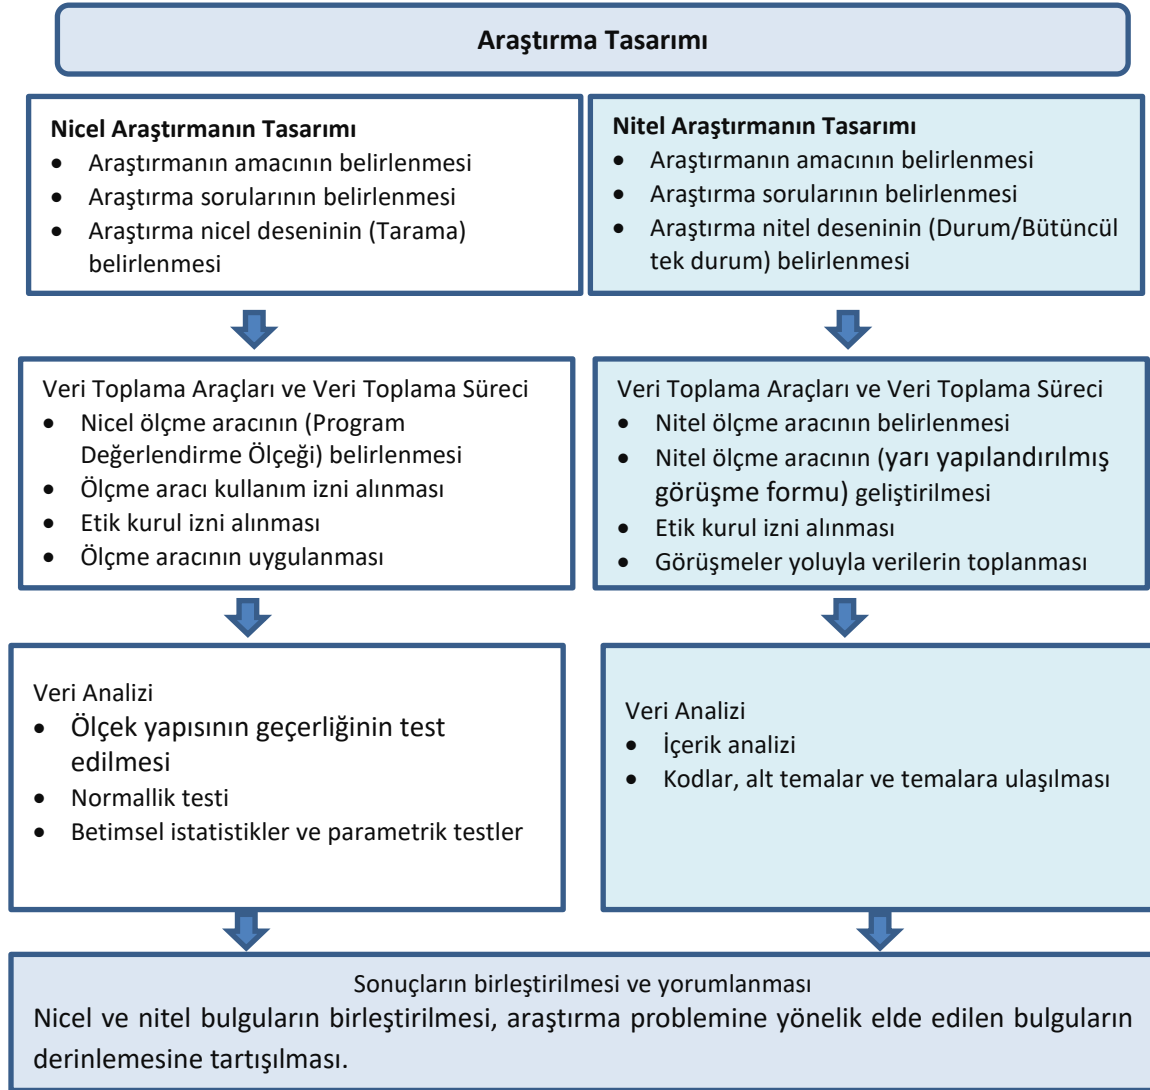 Araştırma Tasarımı
Nicel Araştırmanın Tasarımı
• Araştırmanın amacının belirlenmesi
• Araştırma sorularının belirlenmesi
• Araştırma nicel deseninin (Tarama)
belirlenmesi
Nitel Araştırmanın Tasarımı
• Araştırmanın amacının belirlenmesi
• Araştırma sorularının belirlenmesi
• Araştırma nitel deseninin (Durum/Bütüncül
tek durum) belirlenmesi
Veri Toplama Araçları ve Veri Toplama Süreci
• Nicel ölçme aracının (Program
Değerlendirme Ölçeği) belirlenmesi
• Ölçme aracı kullanım izni alınması
• Etik kurul izni alınması
• Ölçme aracının uygulanması
Veri Toplama Araçları ve Veri Toplama Süreci
• Nitel ölçme aracının belirlenmesi
• Nitel ölçme aracının (yarı yapılandırılmış
görüşme formu) geliştirilmesi
• Etik kurul izni alınması
• Görüşmeler yoluyla verilerin toplanması
Veri Analizi
• Ölçek yapısının geçerliğinin test
edilmesi
• Normallik testi
• Betimsel istatistikler ve parametrik testler
Veri Analizi
• İçerik analizi
• Kodlar, alt temalar ve temalara ulaşılması
Sonuçların birleştirilmesi ve yorumlanması
Nicel ve nitel bulguların birleştirilmesi, araştırma problemine yönelik elde edilen bulguların
derinlemesine tartışılması.